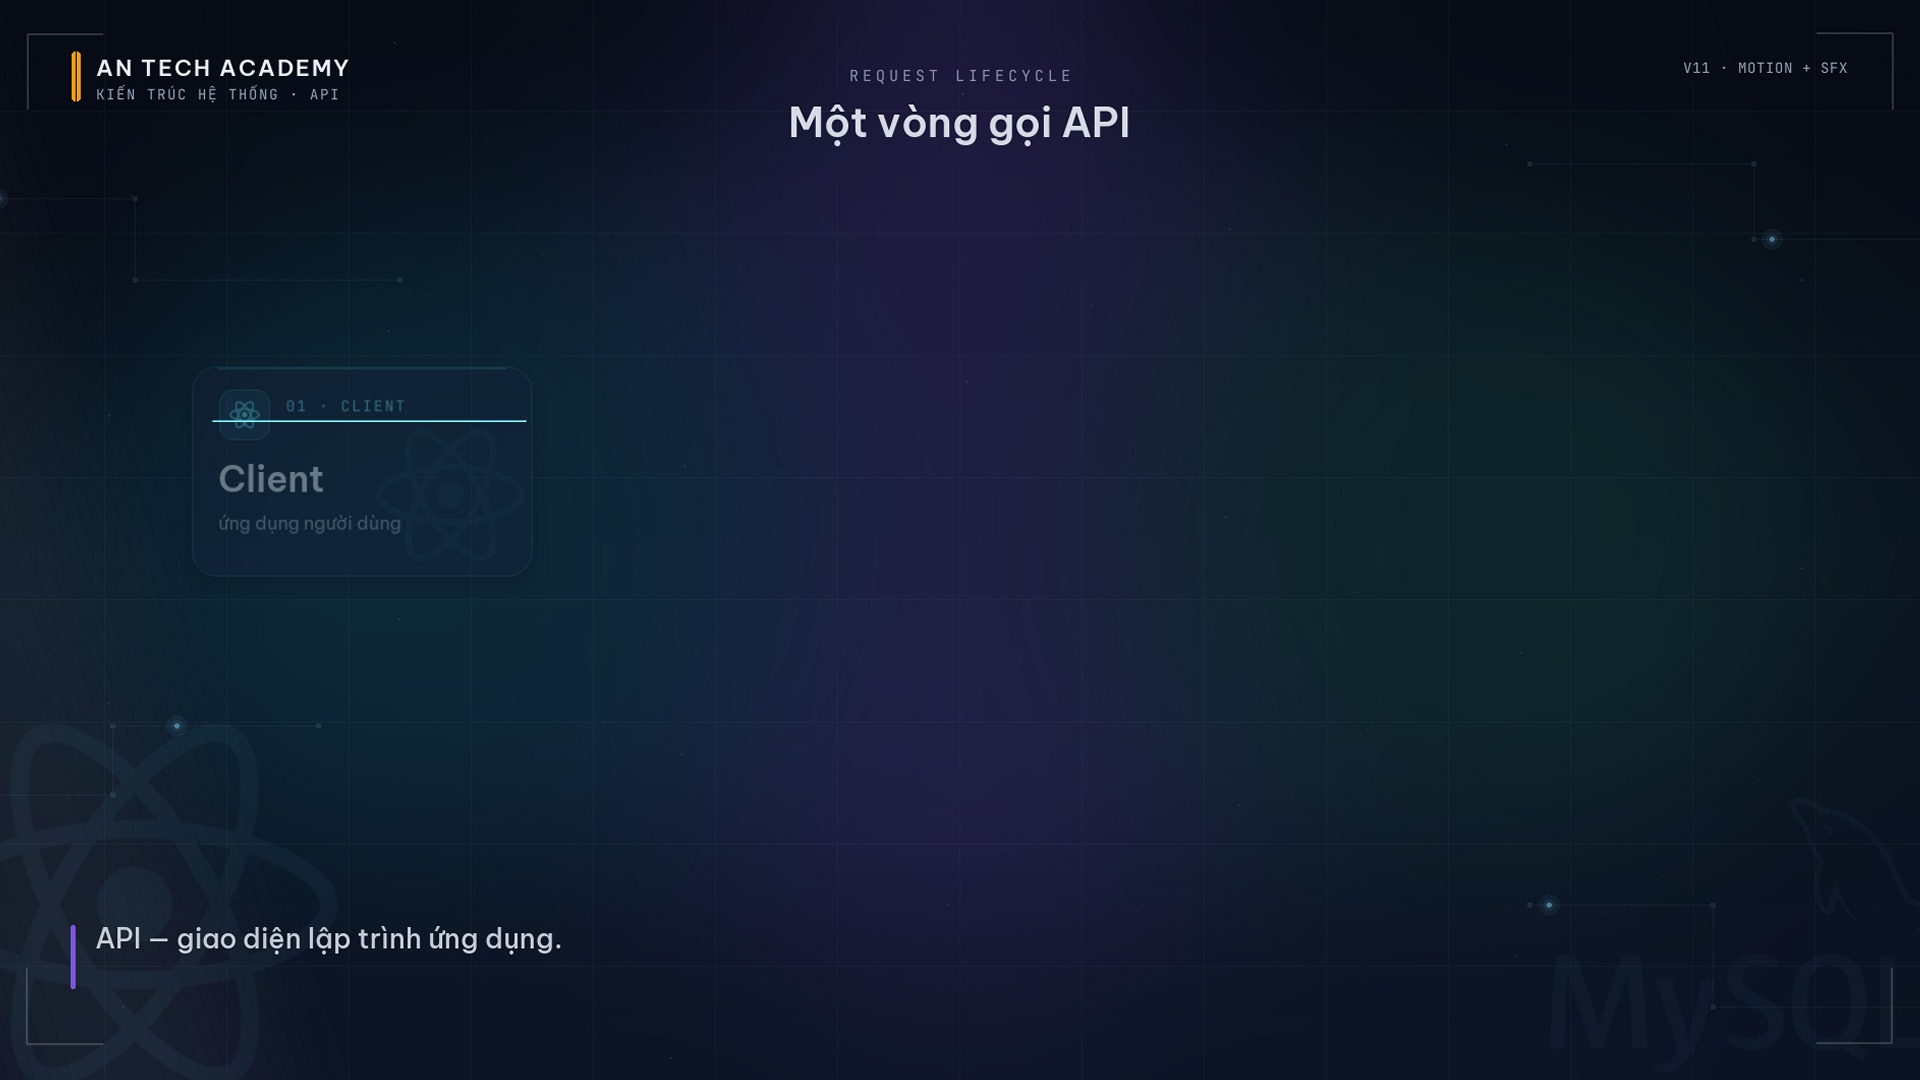 AN TECH ACADEMY
KIẾN TRÚC HỆ THỐNG · API
REQUEST LIFECYCLE
Một vòng gọi API
V11 · MOTION + SFX
01 · CLIENT
Client
ứng dụng người dùng
API — giao diện lập trình ứng dụng.
MySQL